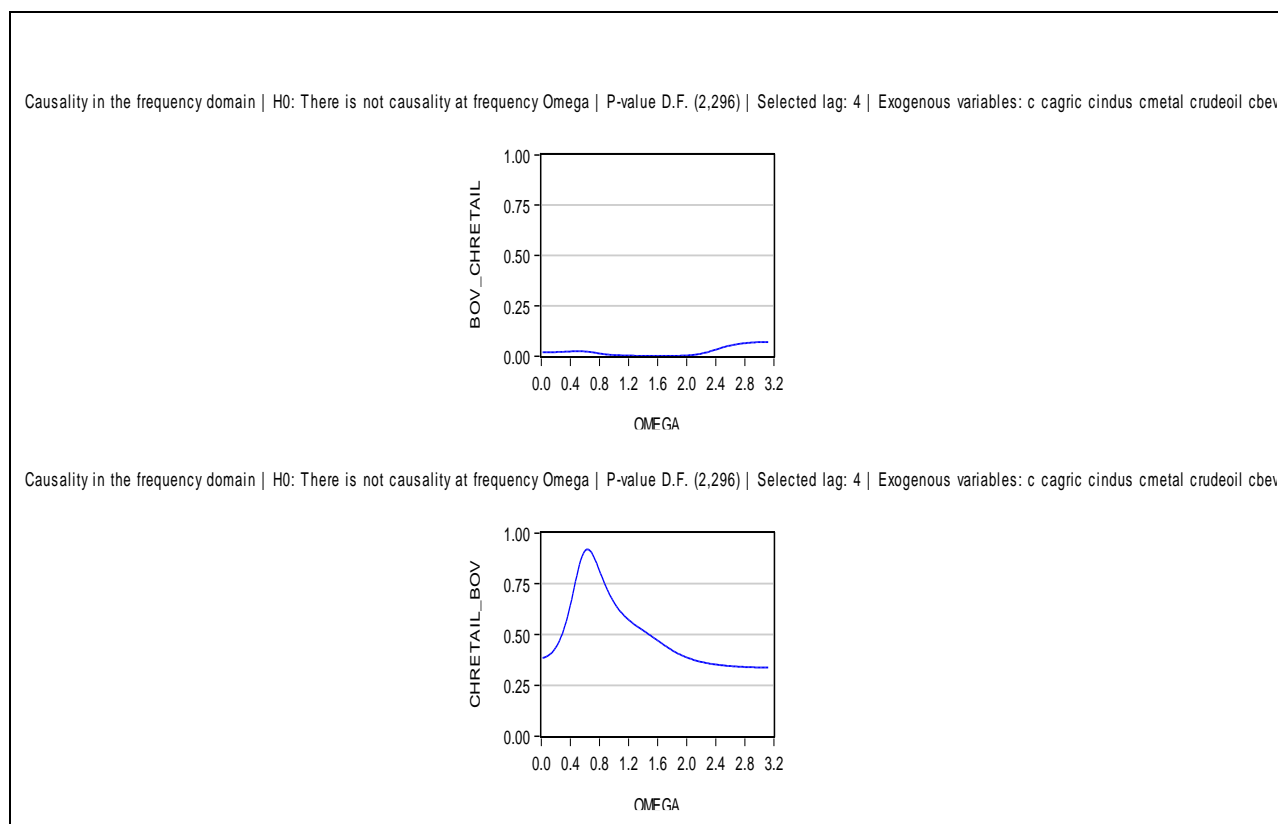 Causality in the frequency domain | H0: There is not causality at frequency Omega | P-value D.F. (2,296) | Selected lag: 4 | Exogenous variables: c cagric cindus cmetal crudeoil cbev
1.00
0.75
0.50
0.25
0.00
BOV_CHRETAIL
0.0 0.4 0.8 1.2 1.6 2.0 2.4 2.8 3.2
OMEGA
Causality in the frequency domain | H0: There is not causality at frequency Omega | P-value D.F. (2,296) | Selected lag: 4 | Exogenous variables: c cagric cindus cmetal crudeoil cbev
1.00
0.75
0.50
0.25
0.00
CHRETAIL_BOV
0.0 0.4 0.8 1.2 1.6 2.0 2.4 2.8 3.2
OMEGA